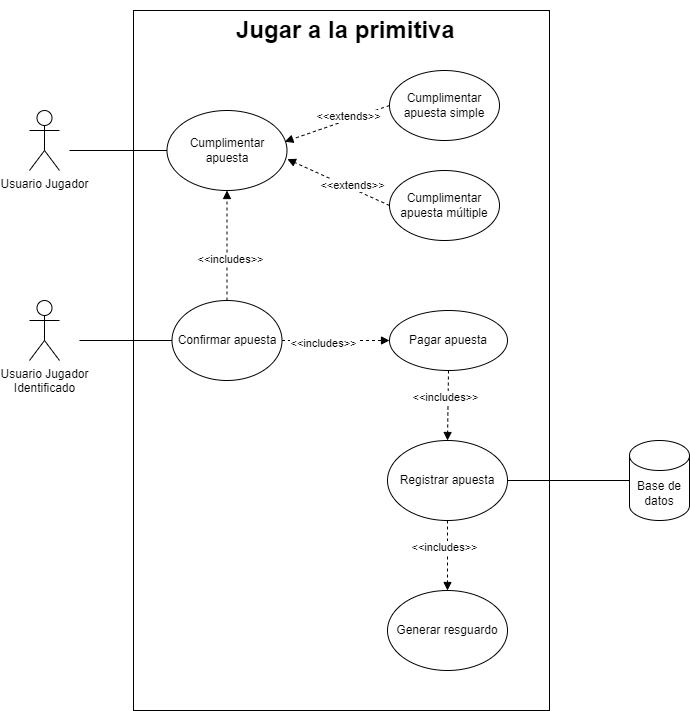 Jugar a la primitiva
Cumplimentar
apuesta simple
<<extends>>
Cumplimentar
apuesta
Usuario Jugador
<<extends>>
Cumplimentar
apuesta múltiple
<<includes>>
Confirmar apuesta
<<includes>>
Pagar apuesta
Usuario Jugador
Identificado
<<includes>>
Registrar apuesta
Base de
datos
<<includes>>
Generar resguardo